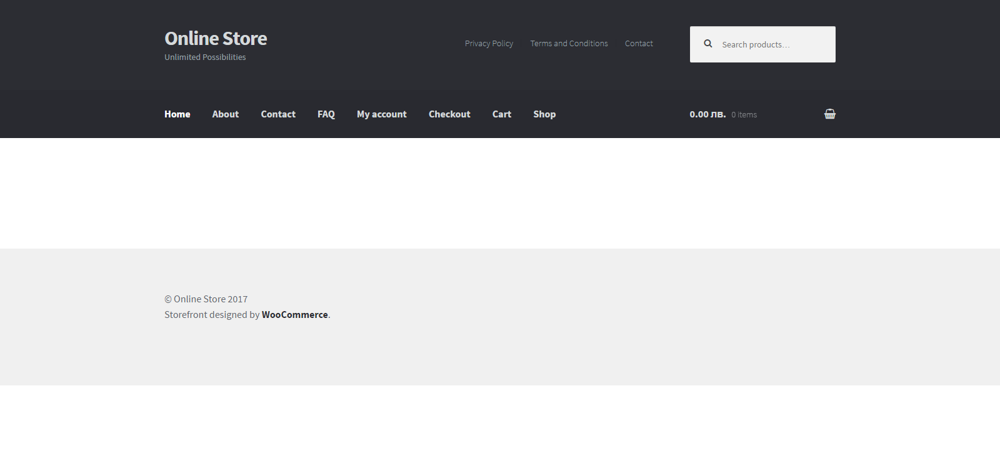 Online Store
Unlimited Possibilities
Privacy Policy Terms and Conditions Contact
Search products…
Home About Contact FAQ My account Checkout Cart Shop
0.00 лв. 0 items
© Online Store 2017
Storefront designed by WooCommerce.